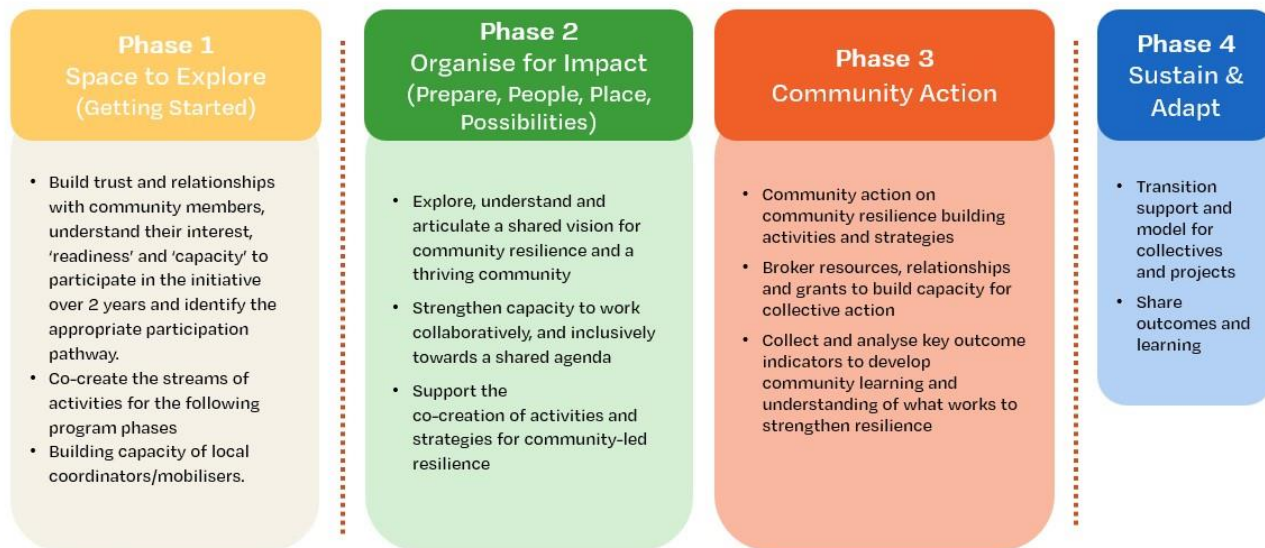 Phase 1
Space to Explore
(Getting Started)
• Build trust and relationships
with community members,
understand their interest,
‘readiness’ and ‘capacity’ to
participate in the initiative
over 2 years and identify the
appropriate participation
pathway.
• Co-create the streams of
activities for the following
program phases
• Building capacity of local
coordinators/mobilisers.
Phase 2
Organise for Impact
(Prepare, People, Place,
Possibilities)
• Explore, understand and
articulate a shared vision for
community resilience and a
thriving community
• Strengthen capacity to work
collaboratively, and inclusively
towards a shared agenda
• Support the
co-creation of activities and
strategies for community-led
resilience
Phase 3
Community Action
• Community action on
community resilience building
activities and strategies
• Broker resources, relationships
and grants to build capacity for
collective action
• Collect and analyse key outcome
indicators to develop
community learning and
understanding of what works to
strengthen resilience
Phase 4
Sustain &
Adapt
• Transition
support and
model for
collectives
and projects
• Share
outcomes and
learning